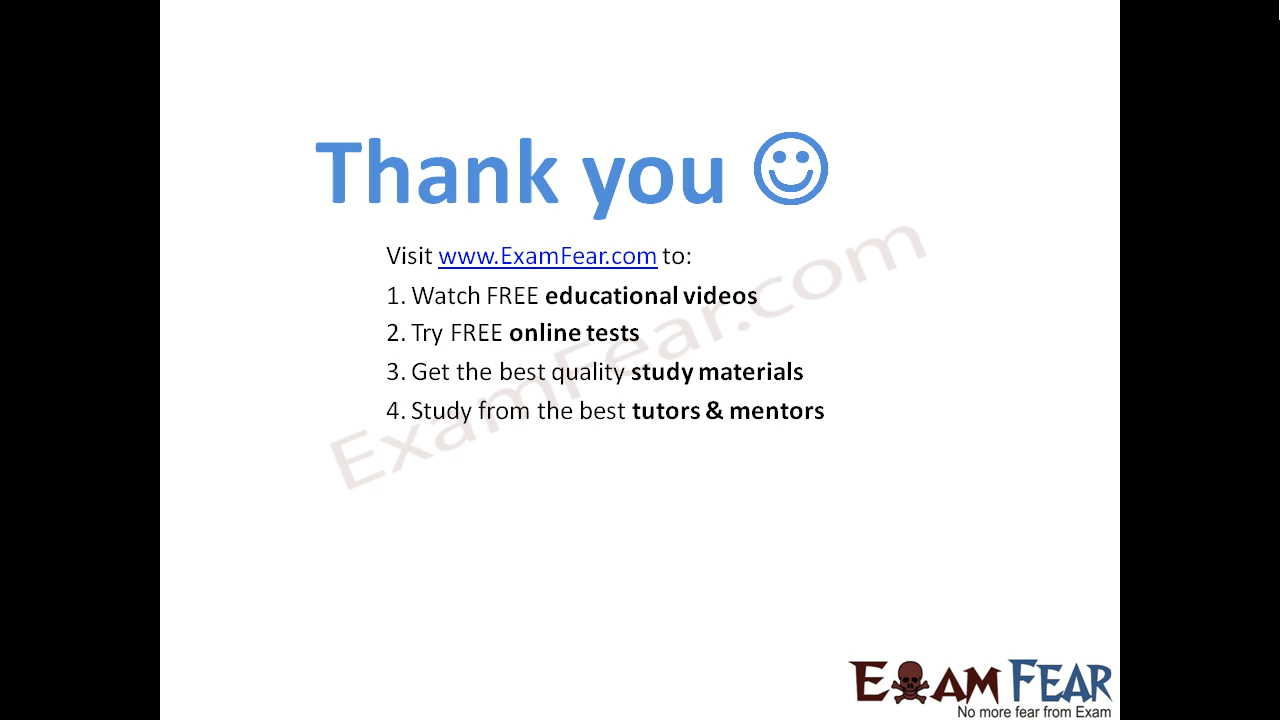 Thank you ☺
Visit www.ExamFear.com to:
1. Watch FREE educational videos
2. Try FREE online tests
3. Get the best quality study materials
4. Study from the best tutors & mentors
ExamFear.com
EXAM FEAR
No more fear from Exam